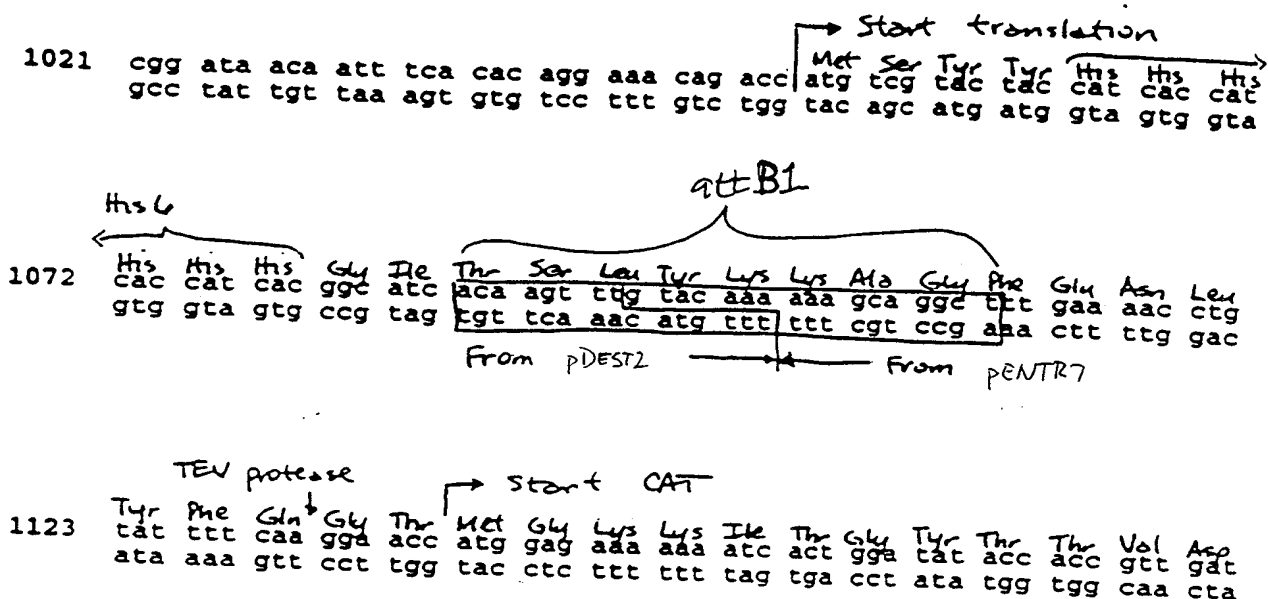 Start translation
Met Ser Tyr Tyr His His His
1021 cgg ata aca att tca cac agg aaa cag acc atg tcg tac tac cat cac cat
gcc tat tgt taa agt gtg tcc ttt gtc tgg tac agc atg atg gta gtg gta
attB1
His6
His His His Gly Ile Thr Ser Leu Tyr Lys Lys Ala Gly Phe Glu Asn Leu
1072 cac cat cac ggc atc aca agt ttg tac aaa aaa gca ggc ttt gaa aac ctg
gtg gta gtg ccg tag tgt tca aac atg ttt ttt cgt ccg aaa ctt ttg gac
From pDEST2 From pENTR7
TEV protease
Start CAT
Tyr Phe Gln Gly Thr Met Gly Lys Lys Ile Thr Gly Tyr Thr Thr Val Asp
1123 tat ttt caa gga acc atg gag aaa aaa atc act gga tat acc acc gtt gat
ata aaa gtt cct tgg tac ctc ttt ttt tag tga cct ata tgg tgg caa cta